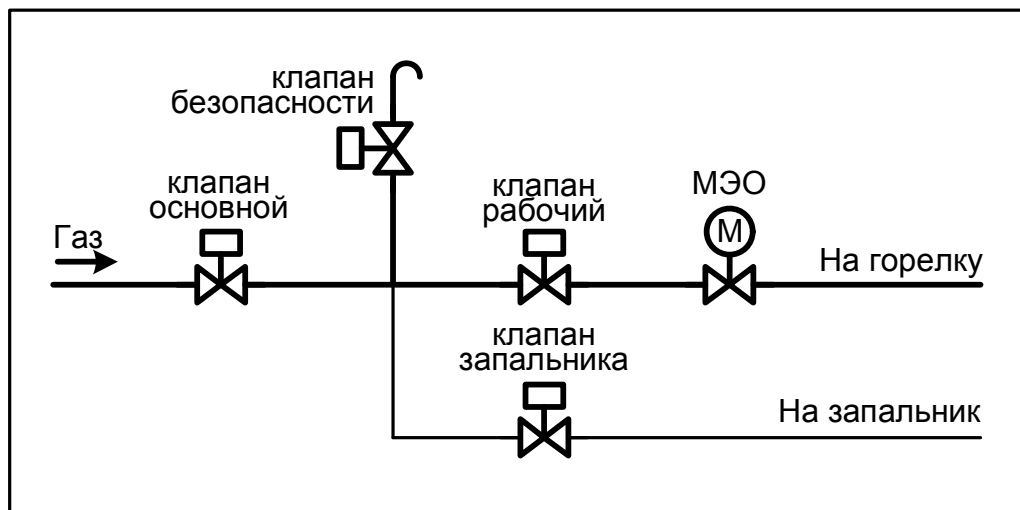 клапан
безопасности
клапан
основной
клапан
рабочий
МЭО
Газ
М
На горелку
клапан
запальника
На запальник